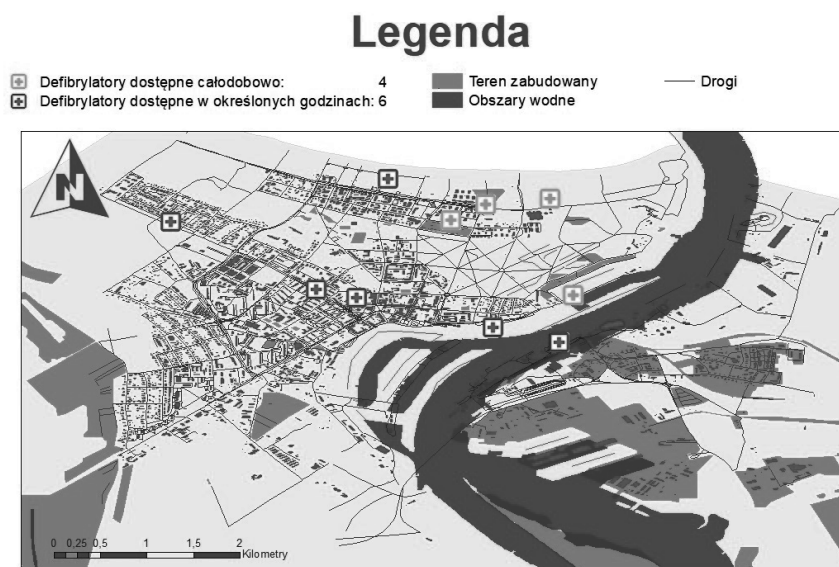 Legenda
Defibrylatory dostępne całodobowo: 4
Defibrylatory dostępne w określonych godzinach: 6
Teren zabudowany
Obszary wodne
Drogi
N
0 0,25 0,5 1 1,5 2
Kilometry